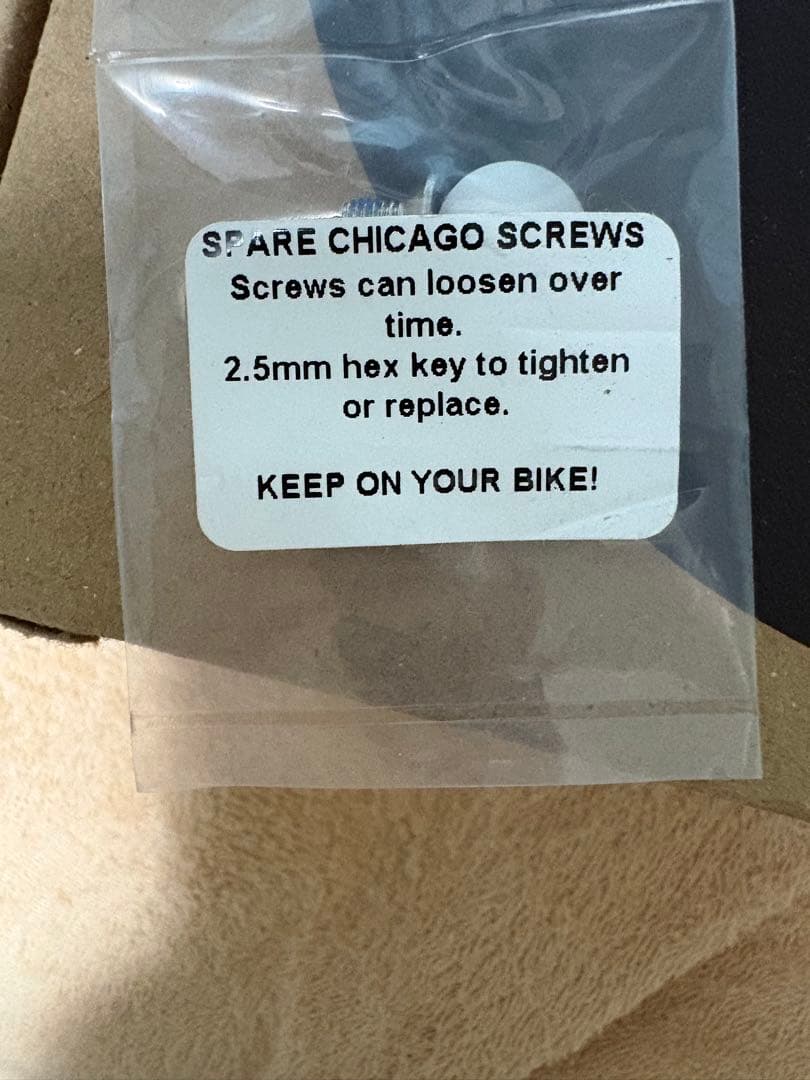 SPARE CHICAGO SCREWS
Screws can loosen over
time.
2.5mm hex key to tighten
or replace.
KEEP ON YOUR BIKE!